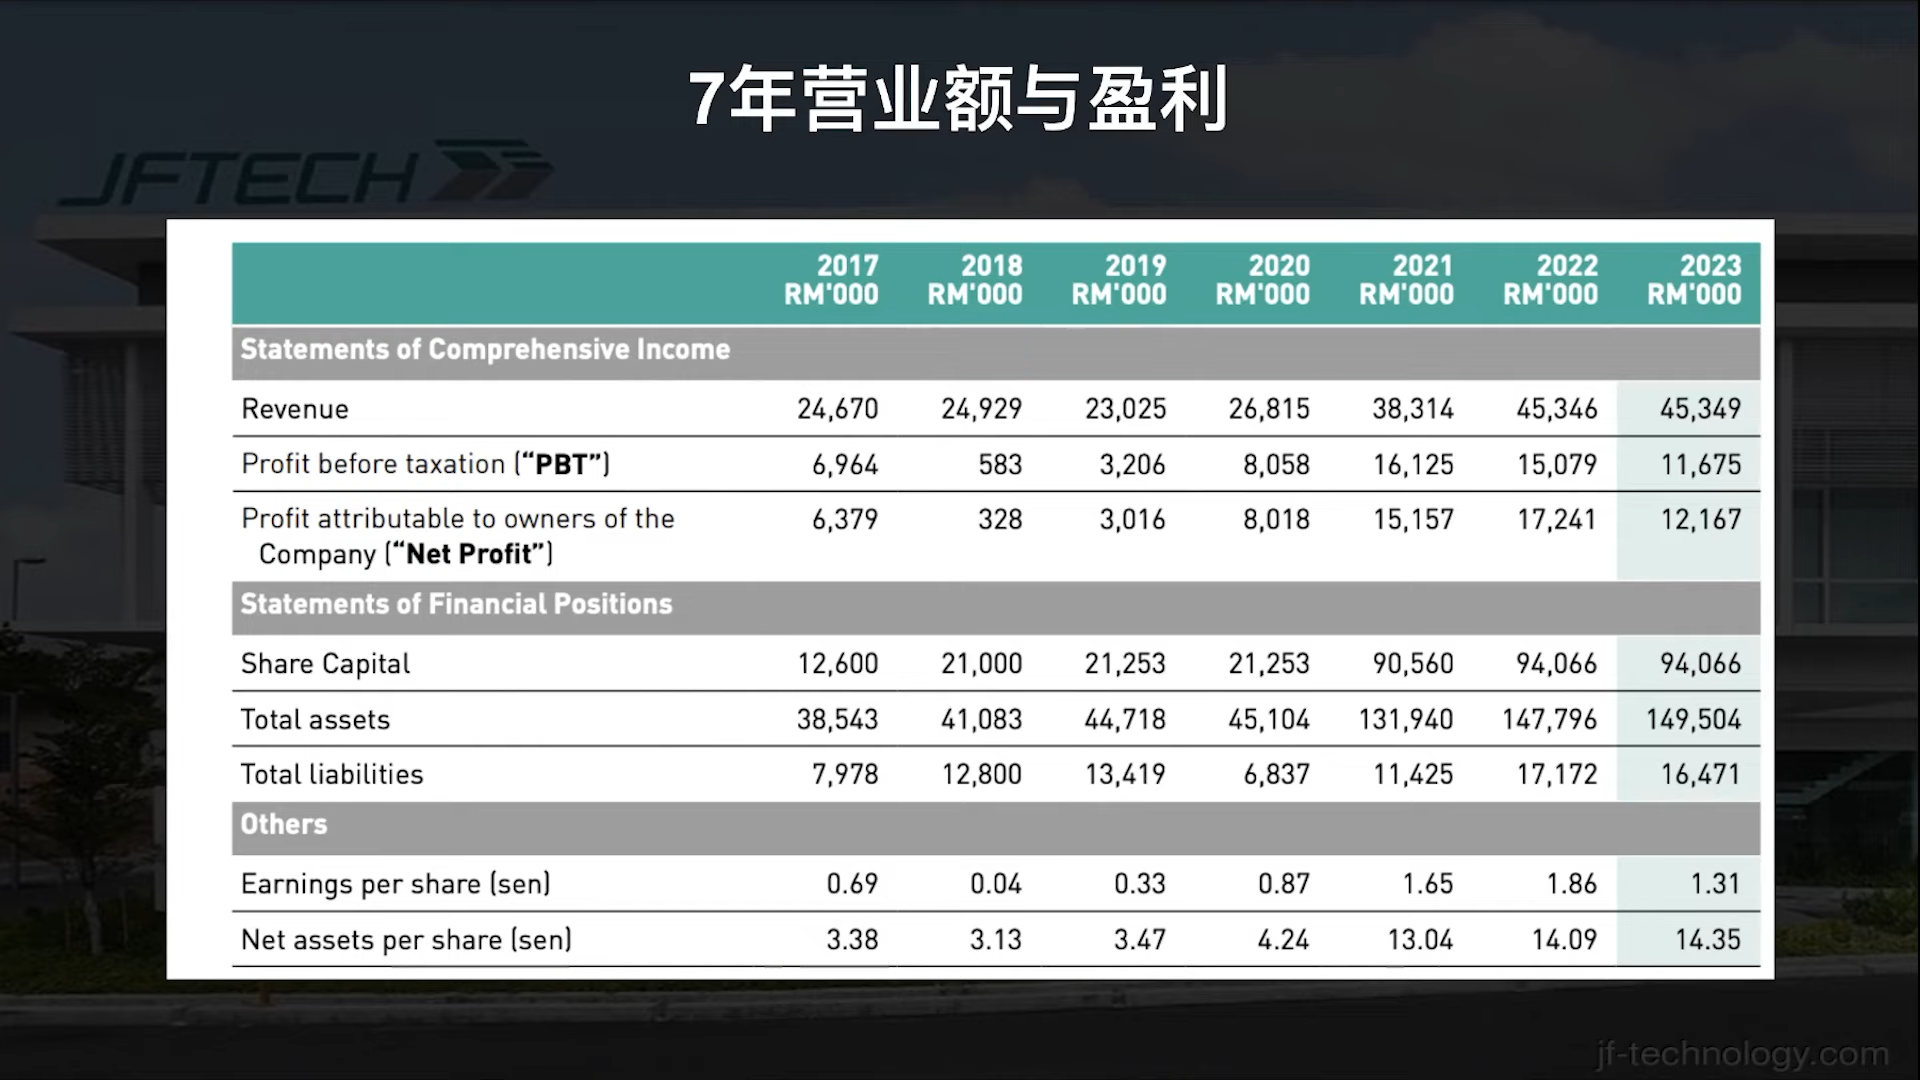 7年营业额与盈利
JFTECH
2017 2018 2019 2020 2021 2022 2023
RM'000 RM'000 RM'000 RM'000 RM'000 RM'000 RM'000
Statements of Comprehensive Income
Revenue 24,670 24,929 23,025 26,815 38,314 45,346 45,349
Profit before taxation (“PBT”) 6,964 583 3,206 8,058 16,125 15,079 11,675
Profit attributable to owners of the 6,379 328 3,016 8,018 15,157 17,241 12,167
Company (“Net Profit”)
Statements of Financial Positions
Share Capital 12,600 21,000 21,253 21,253 90,560 94,066 94,066
Total assets 38,543 41,083 44,718 45,104 131,940 147,796 149,504
Total liabilities 7,978 12,800 13,419 6,837 11,425 17,172 16,471
Others
Earnings per share (sen) 0.69 0.04 0.33 0.87 1.65 1.86 1.31
Net assets per share (sen) 3.38 3.13 3.47 4.24 13.04 14.09 14.35
jf-technology.com